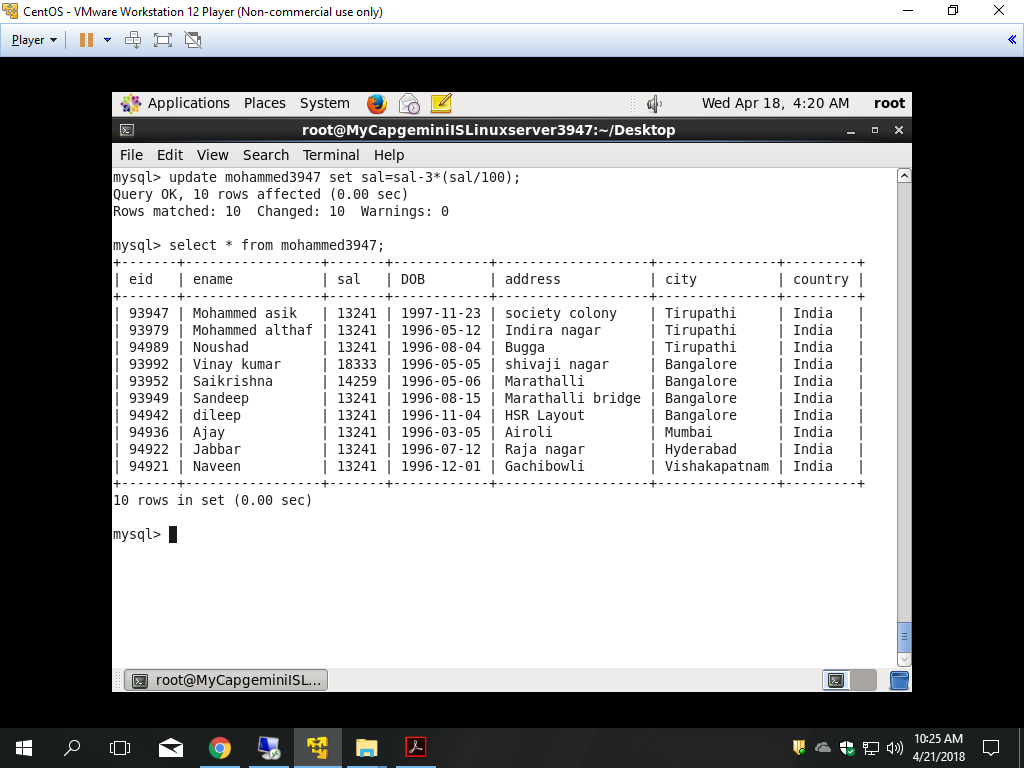 CentOS - VMware Workstation 12 Player (Non-commercial use only)
Player
Applications Places System Wed Apr 18, 4:20 AM root
root@MyCapgeminiISLinuxserver3947:~/Desktop
File Edit View Search Terminal Help
mysql> update mohammed3947 set sal=sal-3*(sal/100);
Query OK, 10 rows affected (0.00 sec)
Rows matched: 10  Changed: 10  Warnings: 0
mysql> select * from mohammed3947;
+-------+-----------------+-------+------------+-------------------+---------------+---------+
| eid   | ename           | sal   | DOB        | address           | city          | country |
+-------+-----------------+-------+------------+-------------------+---------------+---------+
| 93947 | Mohammed asik   | 13241 | 1997-11-23 | society colony    | Tirupathi     | India   |
| 93979 | Mohammed althaf | 13241 | 1996-05-12 | Indira nagar      | Tirupathi     | India   |
| 94989 | Noushad         | 13241 | 1996-08-04 | Bugga             | Tirupathi     | India   |
| 93992 | Vinay kumar     | 18333 | 1996-05-05 | shivaji nagar     | Bangalore     | India   |
| 93952 | Saikrishna      | 14259 | 1996-05-06 | Marathalli        | Bangalore     | India   |
| 93949 | Sandeep         | 13241 | 1996-08-15 | Marathalli bridge | Bangalore     | India   |
| 94942 | dileep          | 13241 | 1996-11-04 | HSR Layout        | Bangalore     | India   |
| 94936 | Ajay            | 13241 | 1996-03-05 | Airoli            | Mumbai        | India   |
| 94922 | Jabbar          | 13241 | 1996-07-12 | Raja nagar        | Hyderabad     | India   |
| 94921 | Naveen          | 13241 | 1996-12-01 | Gachibowli        | Vishakapatnam | India   |
+-------+-----------------+-------+------------+-------------------+---------------+---------+
10 rows in set (0.00 sec)
mysql>
root@MyCapgeminiISL...
10:25 AM
4/21/2018